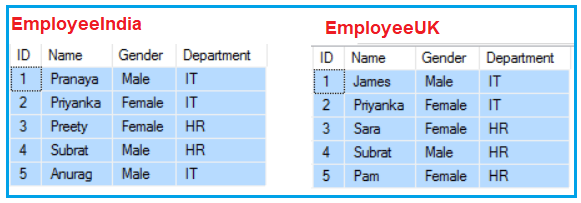 EmployeeIndia
ID Name Gender Department
1 Pranaya Male IT
2 Priyanka Female IT
3 Preety Female HR
4 Subrat Male HR
5 Anurag Male IT
EmployeeUK
ID Name Gender Department
1 James Male IT
2 Priyanka Female IT
3 Sara Female HR
4 Subrat Male HR
5 Pam Female HR